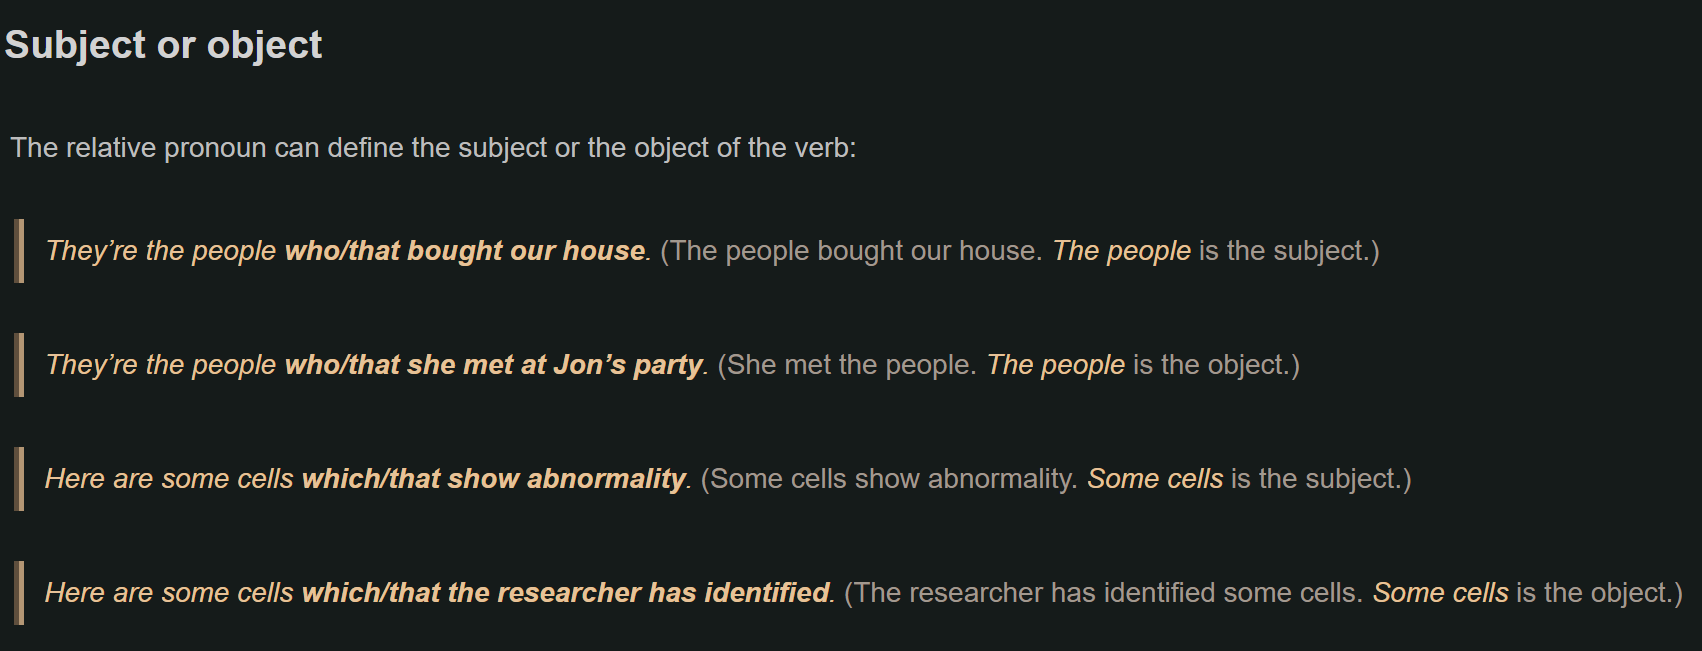 Subject or object
The relative pronoun can define the subject or the object of the verb:
They’re the people who/that bought our house. (The people bought our house. The people is the subject.)
They’re the people who/that she met at Jon’s party. (She met the people. The people is the object.)
Here are some cells which/that show abnormality. (Some cells show abnormality. Some cells is the subject.)
Here are some cells which/that the researcher has identified. (The researcher has identified some cells. Some cells is the object.)